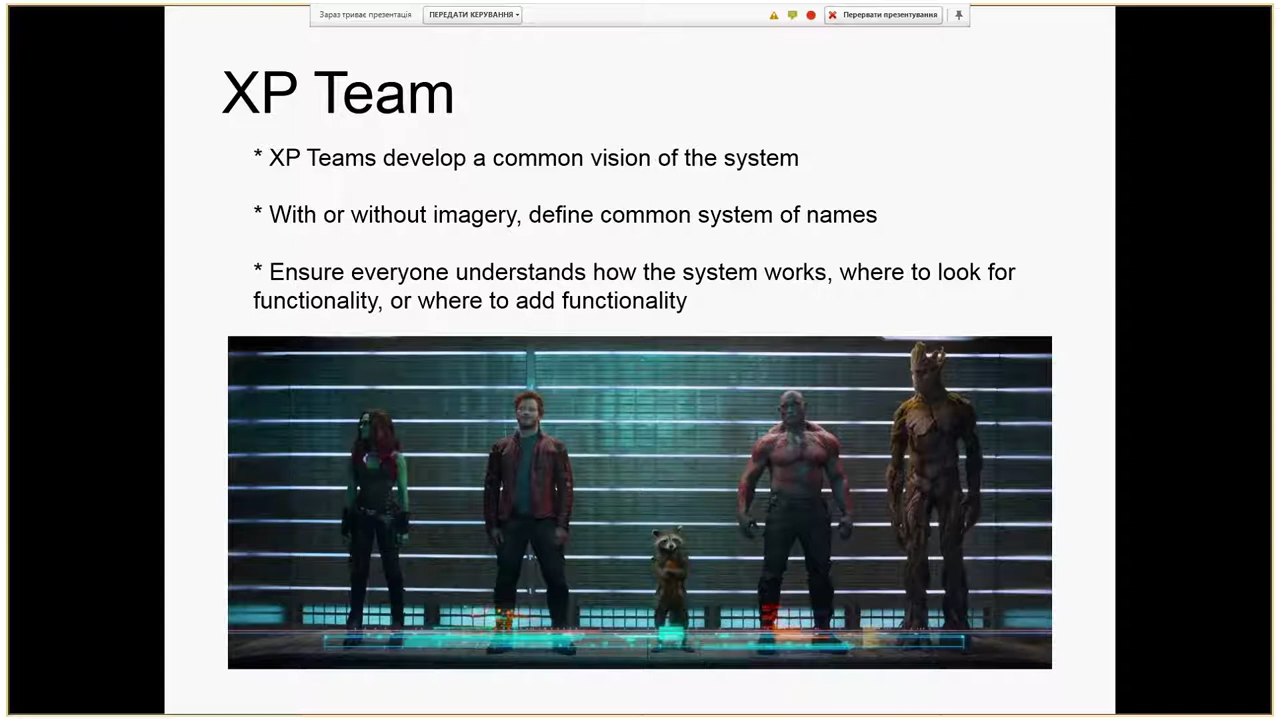 Зараз триває презентація
ПЕРЕДАТИ КЕРУВАННЯ
Перервати презентування
XP Team
* XP Teams develop a common vision of the system
* With or without imagery, define common system of names
* Ensure everyone understands how the system works, where to look for
functionality, or where to add functionality